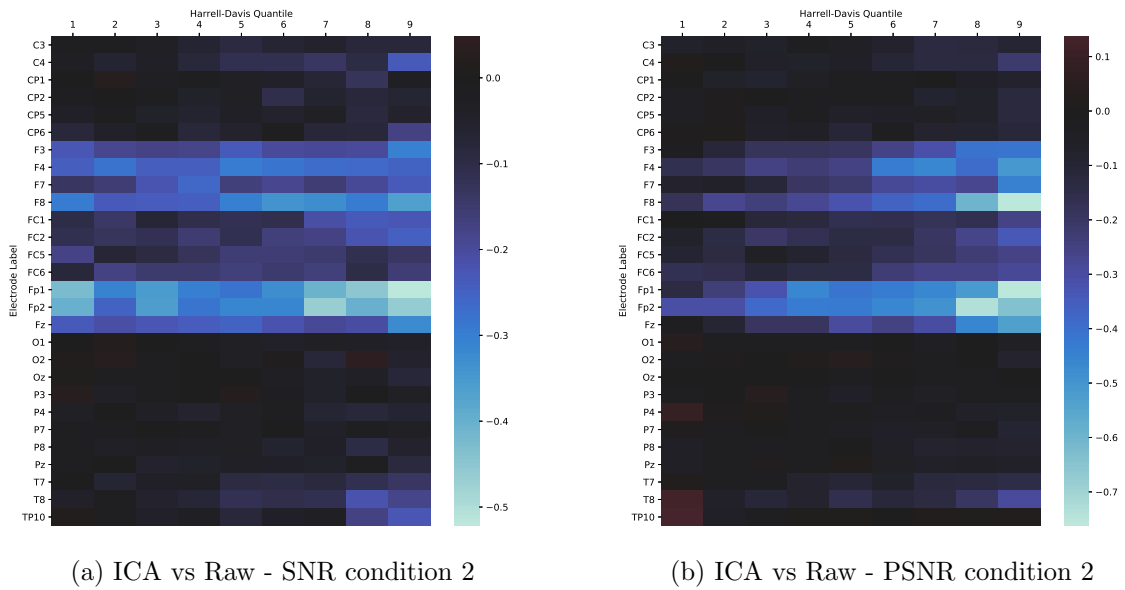 Harrell-Davis Quantile
1 2 3 4 5 6 7 8 9
Electrode Label
C3
C4
CP1
CP2
CP5
CP6
F3
F4
F7
F8
FC1
FC2
FC5
FC6
Fp1
Fp2
Fz
O1
O2
Oz
P3
P4
P7
P8
Pz
T7
T8
TP10
0.0
−0.1
−0.2
−0.3
−0.4
−0.5
(a) ICA vs Raw - SNR condition 2
Harrell-Davis Quantile
1 2 3 4 5 6 7 8 9
Electrode Label
C3
C4
CP1
CP2
CP5
CP6
F3
F4
F7
F8
FC1
FC2
FC5
FC6
Fp1
Fp2
Fz
O1
O2
Oz
P3
P4
P7
P8
Pz
T7
T8
TP10
0.1
0.0
−0.1
−0.2
−0.3
−0.4
−0.5
−0.6
−0.7
(b) ICA vs Raw - PSNR condition 2